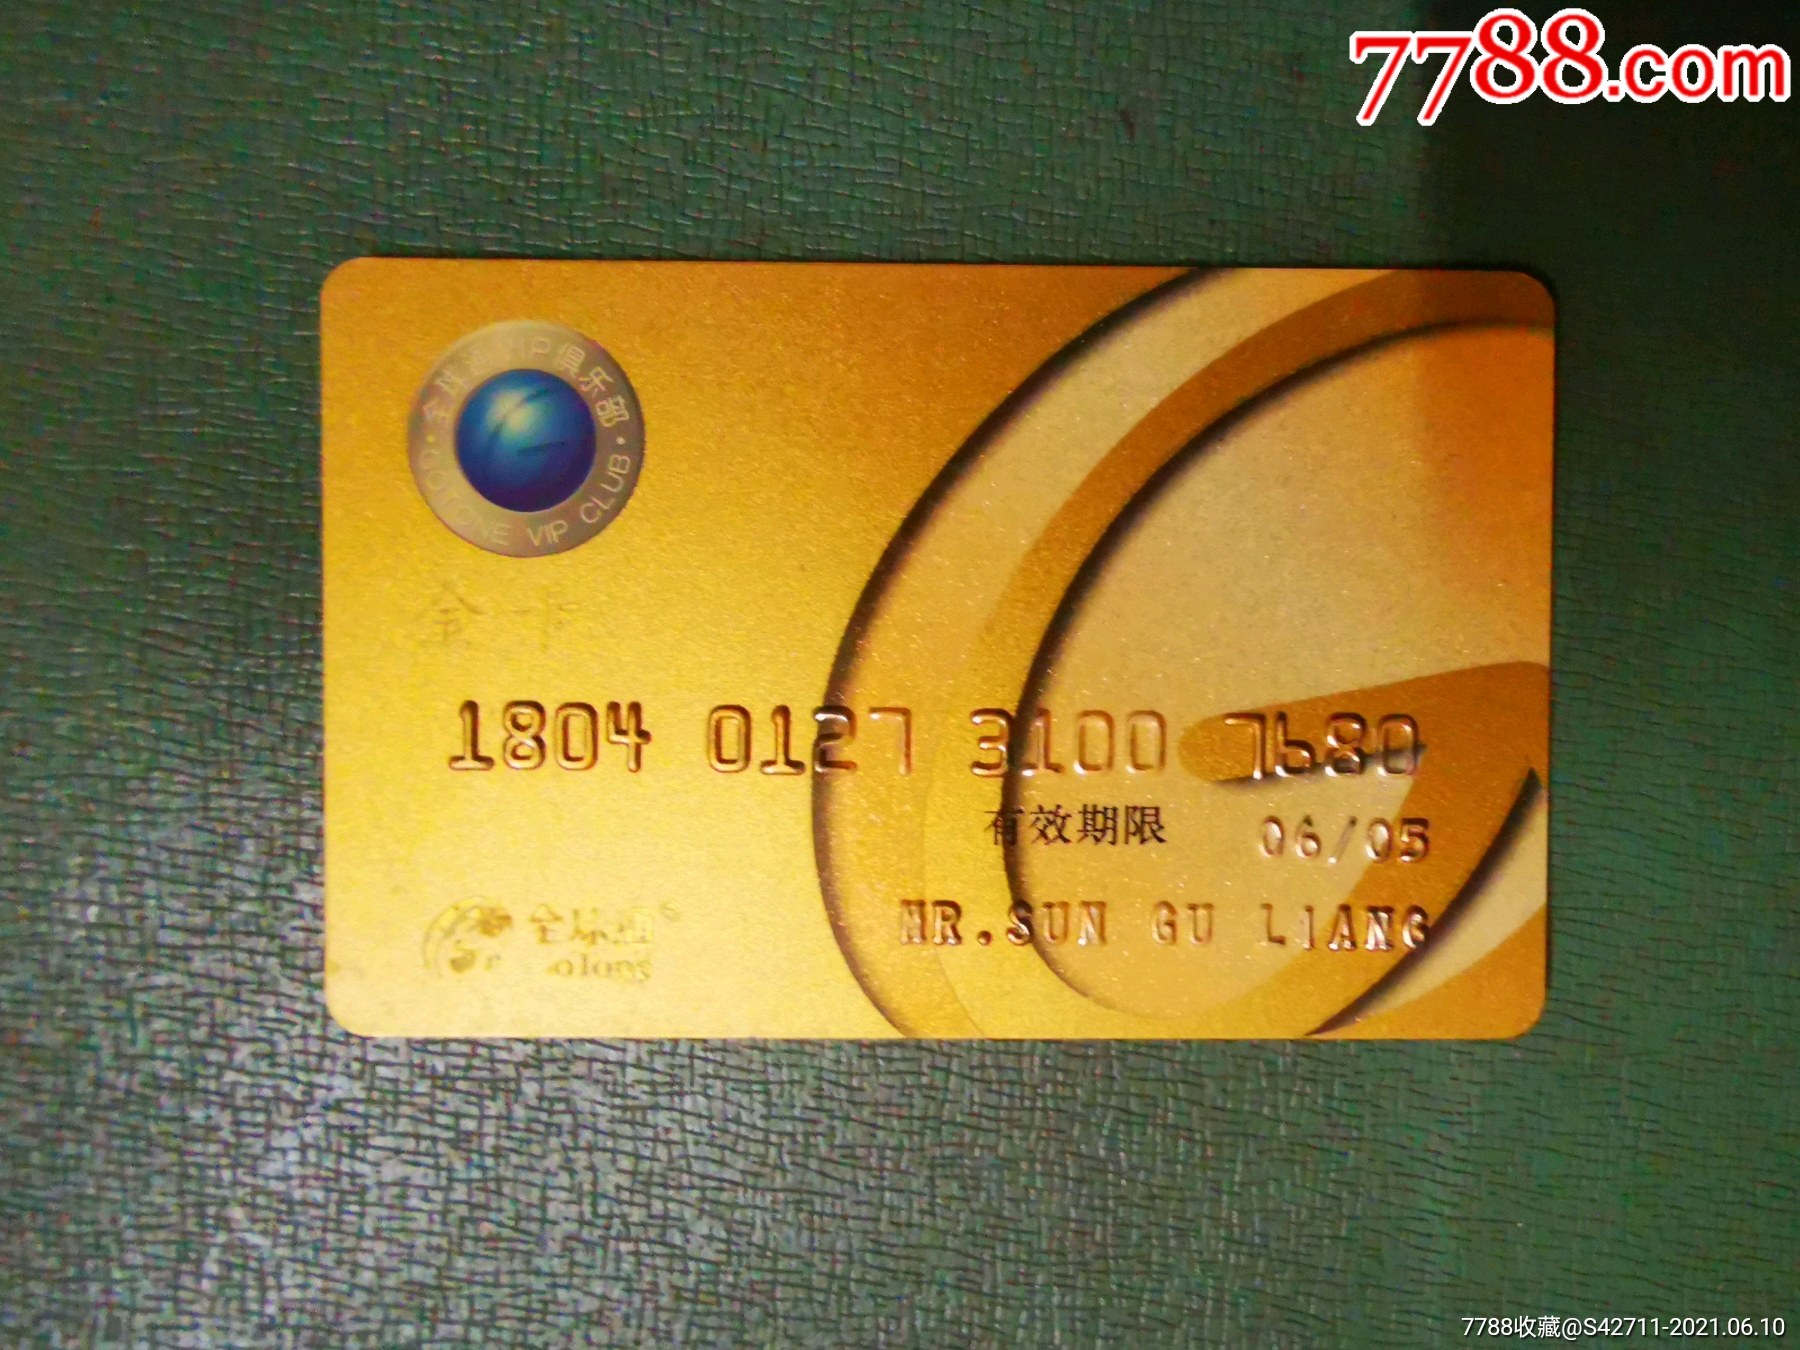 7788.com
全球通VIP俱乐部
GOTONE VIP CLUB
金卡
1804 0127 3100 7680
有效期限 06/05
MR.SUN GU LIANG
全球通
7788收藏@S42711-2021.06.10